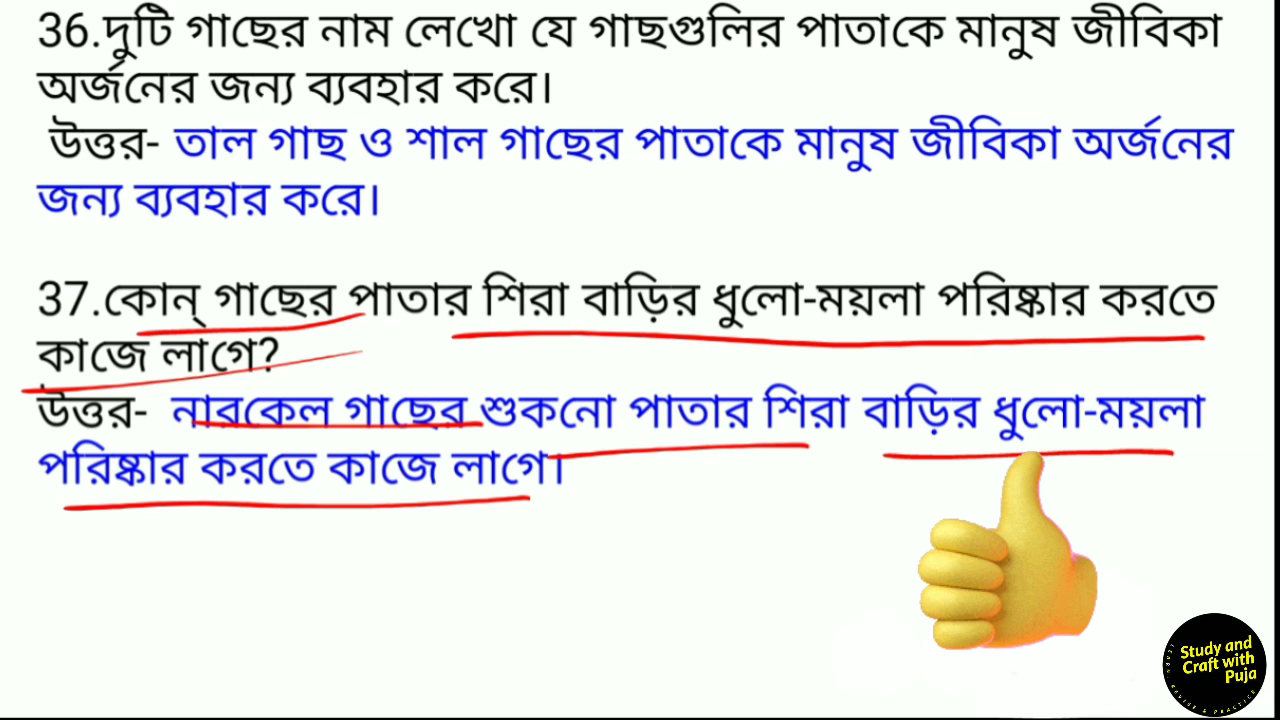 36.দুটি গাছের নাম লেখো যে গাছগুলির পাতাকে মানুষ জীবিকা
অর্জনের জন্য ব্যবহার করে।
উত্তর- তাল গাছ ও শাল গাছের পাতাকে মানুষ জীবিকা অর্জনের
জন্য ব্যবহার করে।
37.কোন্ গাছের পাতার শিরা বাড়ির ধুলো-ময়লা পরিষ্কার করতে
কাজে লাগে?
উত্তর- নারকেল গাছের শুকনো পাতার শিরা বাড়ির ধুলো-ময়লা
পরিষ্কার করতে কাজে লাগে।
Study and
Craft with
Puja